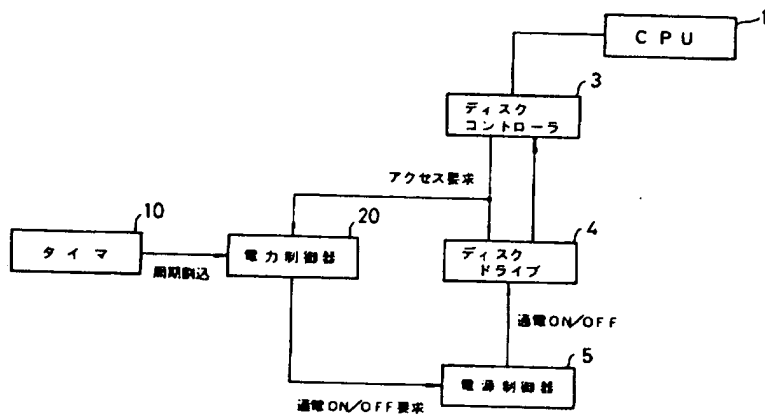 CPU
1
3
ディスク
コントローラ
アクセス要求
10
タイマ
周期割込
20
電力制御器
4
ディスク
ドライブ
通電ON/OFF
5
電源制御器
通電ON/OFF要求